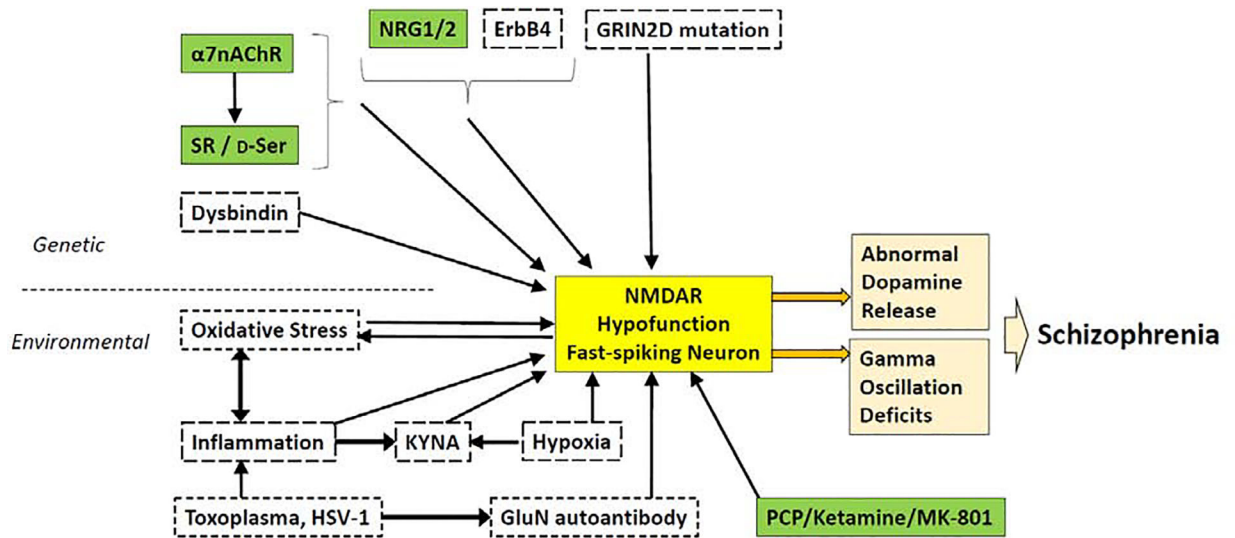 NRG1/2
ErbB4
GRIN2D mutation
α7nAChR
SR / D-Ser
Dysbindin
Genetic
Environmental
Oxidative Stress
Inflammation
KYNA
Hypoxia
Toxoplasma, HSV-1
GluN autoantibody
PCP/Ketamine/MK-801
NMDAR
Hypofunction
Fast-spiking Neuron
Abnormal
Dopamine
Release
Gamma
Oscillation
Deficits
Schizophrenia